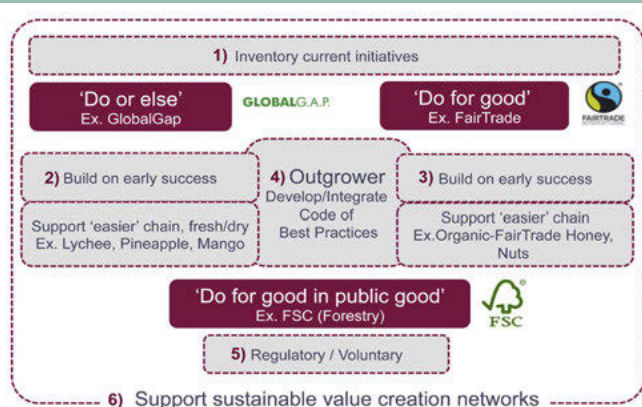 1) Inventory current initiatives
'Do or else'
Ex. GlobalGap
GLOBALG.A.P.
'Do for good'
Ex. FairTrade
FAIRTRADE
INTERNATIONAL
2) Build on early success
Support 'easier' chain, fresh/dry
Ex. Lychee, Pineapple, Mango
4) Outgrower
Develop/Integrate
Code of
Best Practices
3) Build on early success
Support 'easier' chain
Ex.Organic-FairTrade Honey,
Nuts
'Do for good in public good'
Ex. FSC (Forestry)
FSC
5) Regulatory / Voluntary
6) Support sustainable value creation networks